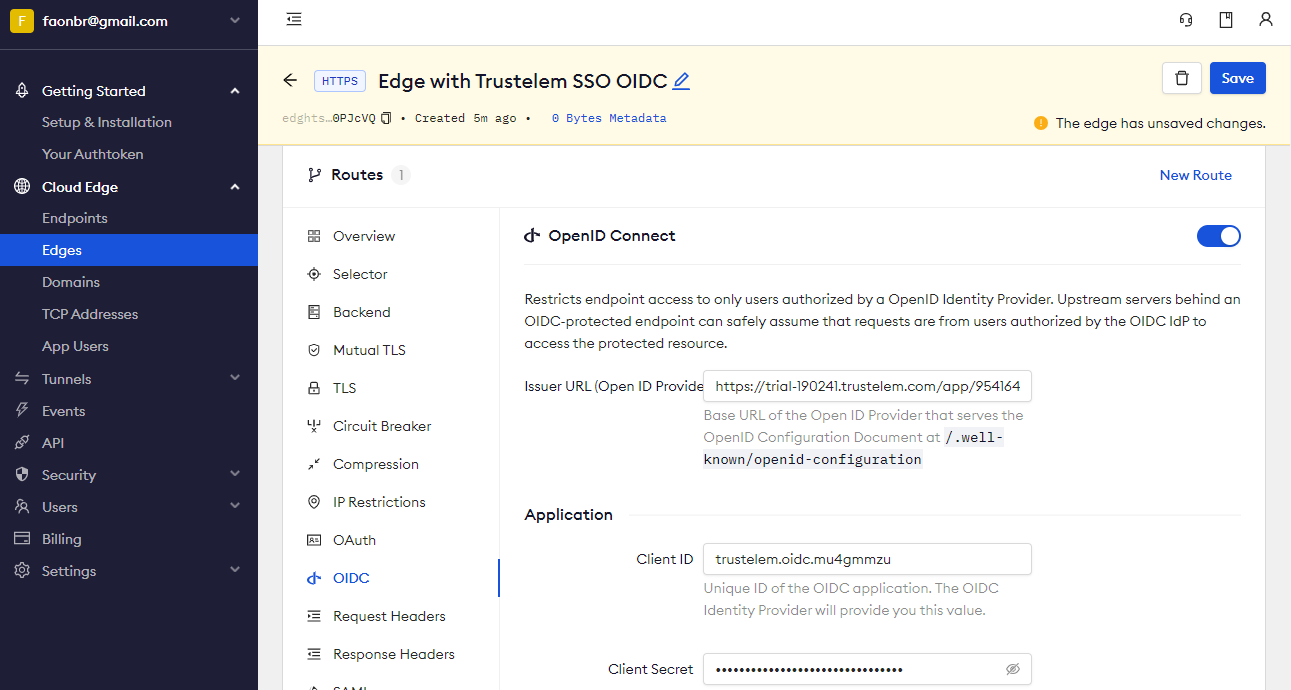 F faonbr@gmail.com
Getting Started
Setup & Installation
Your Authtoken
Cloud Edge
Endpoints
Edges
Domains
TCP Addresses
App Users
Tunnels
Events
API
Security
Users
Billing
Settings
HTTPS Edge with Trustelem SSO OIDC
Save
edghts…0PJcVQ • Created 5m ago • 0 Bytes Metadata
The edge has unsaved changes.
Routes 1
New Route
Overview
Selector
Backend
Mutual TLS
TLS
Circuit Breaker
Compression
IP Restrictions
OAuth
OIDC
Request Headers
Response Headers
SAML
OpenID Connect
Restricts endpoint access to only users authorized by a OpenID Identity Provider. Upstream servers behind an
OIDC-protected endpoint can safely assume that requests are from users authorized by the OIDC IdP to
access the protected resource.
Issuer URL (Open ID Provide
https://trial-190241.trustelem.com/app/954164
Base URL of the Open ID Provider that serves the
OpenID Configuration Document at /.well-
known/openid-configuration
Application
Client ID
trustelem.oidc.mu4gmmzu
Unique ID of the OIDC application. The OIDC
Identity Provider will provide you this value.
Client Secret
••••••••••••••••••••••••••••••••